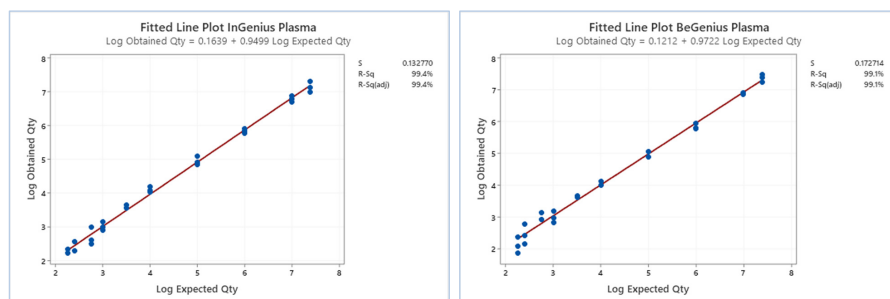 Fitted Line Plot InGenius Plasma
Log Obtained Qty = 0.1639 + 0.9499 Log Expected Qty
S 0.132770
R-Sq 99.4%
R-Sq(adj) 99.4%
8
7
6
5
4
3
2
Log Obtained Qty
2 3 4 5 6 7 8
Log Expected Qty
Fitted Line Plot BeGenius Plasma
Log Obtained Qty = 0.1212 + 0.9722 Log Expected Qty
S 0.172714
R-Sq 99.1%
R-Sq(adj) 99.1%
8
7
6
5
4
3
2
Log Obtained Qty
2 3 4 5 6 7 8
Log Expected Qty